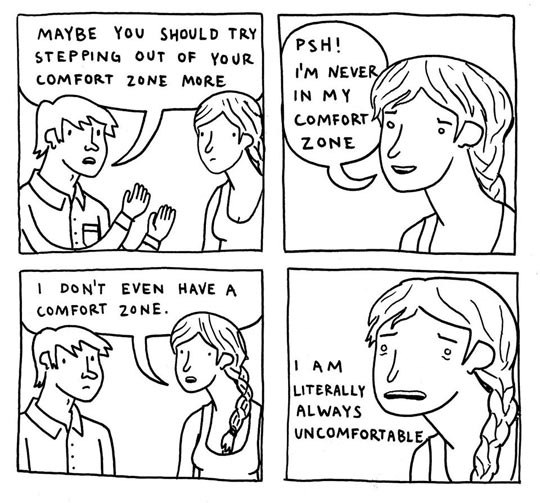 MAYBE YOU SHOULD TRY
STEPPING OUT OF YOUR
COMFORT ZONE MORE
PSH!
I'M NEVER
IN MY
COMFORT
ZONE
I DON'T EVEN HAVE A
COMFORT ZONE.
I AM
LITERALLY
ALWAYS
UNCOMFORTABLE